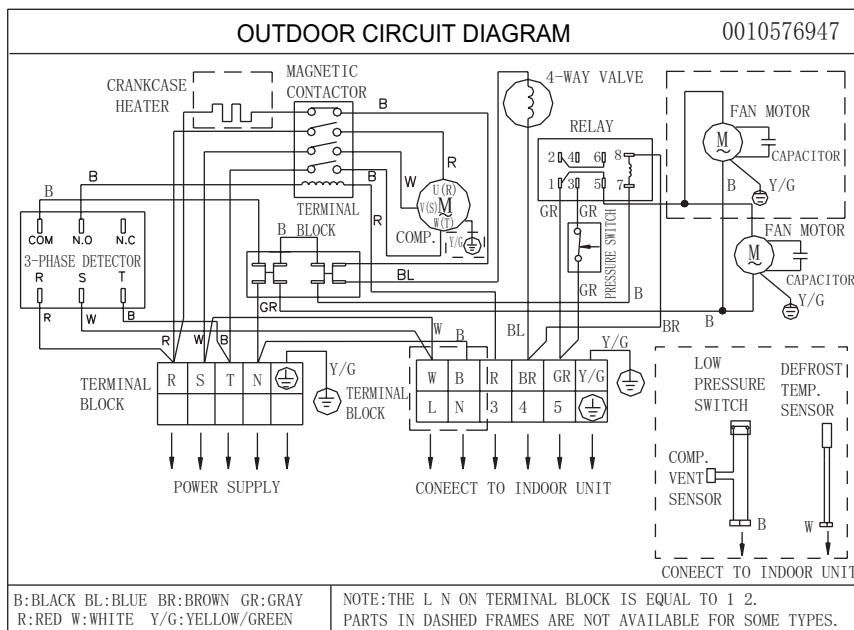 OUTDOOR CIRCUIT DIAGRAM 0010576947
CRANKCASE
HEATER
MAGNETIC
CONTACTOR
B
B
R
W
R
U(R)
V(S) M
W(T)
COMP.
Y/G
4-WAY VALVE
RELAY
2 4 6 8
1 3 5 7
GR GR
PRESSURE SWITCH
GR
B
BL
BR
FAN MOTOR
M
CAPACITOR
B
Y/G
FAN MOTOR
M
CAPACITOR
Y/G
B
B B
COM N.O N.C
3-PHASE DETECTOR
R S T
R W B
TERMINAL
BLOCK
B
BL
GR
R W B
W B
Y/G
Y/G
TERMINAL
BLOCK
R S T N
POWER SUPPLY
TERMINAL
BLOCK
W B R BR GR Y/G
L N 3 4 5
CONEECT TO INDOOR UNIT
LOW
PRESSURE
SWITCH
DEFROST
TEMP.
SENSOR
COMP.
VENT
SENSOR
B
W
CONEECT TO INDOOR UNIT
B:BLACK BL:BLUE BR:BROWN GR:GRAY
R:RED W:WHITE Y/G:YELLOW/GREEN
NOTE:THE L N ON TERMINAL BLOCK IS EQUAL TO 1 2.
PARTS IN DASHED FRAMES ARE NOT AVAILABLE FOR SOME TYPES.